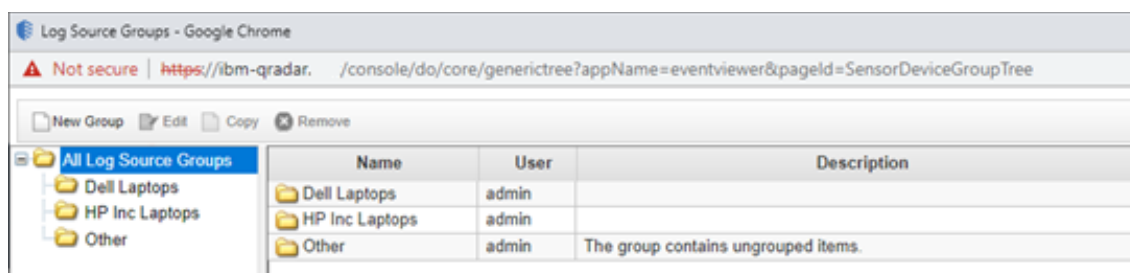 Log Source Groups - Google Chrome
Not secure | https://ibm-qradar. /console/do/core/generictree?appName=eventviewer&pageId=SensorDeviceGroupTree
New Group Edit Copy Remove
All Log Source Groups
Dell Laptops
HP Inc Laptops
Other
Name User Description
Dell Laptops admin
HP Inc Laptops admin
Other admin The group contains ungrouped items.